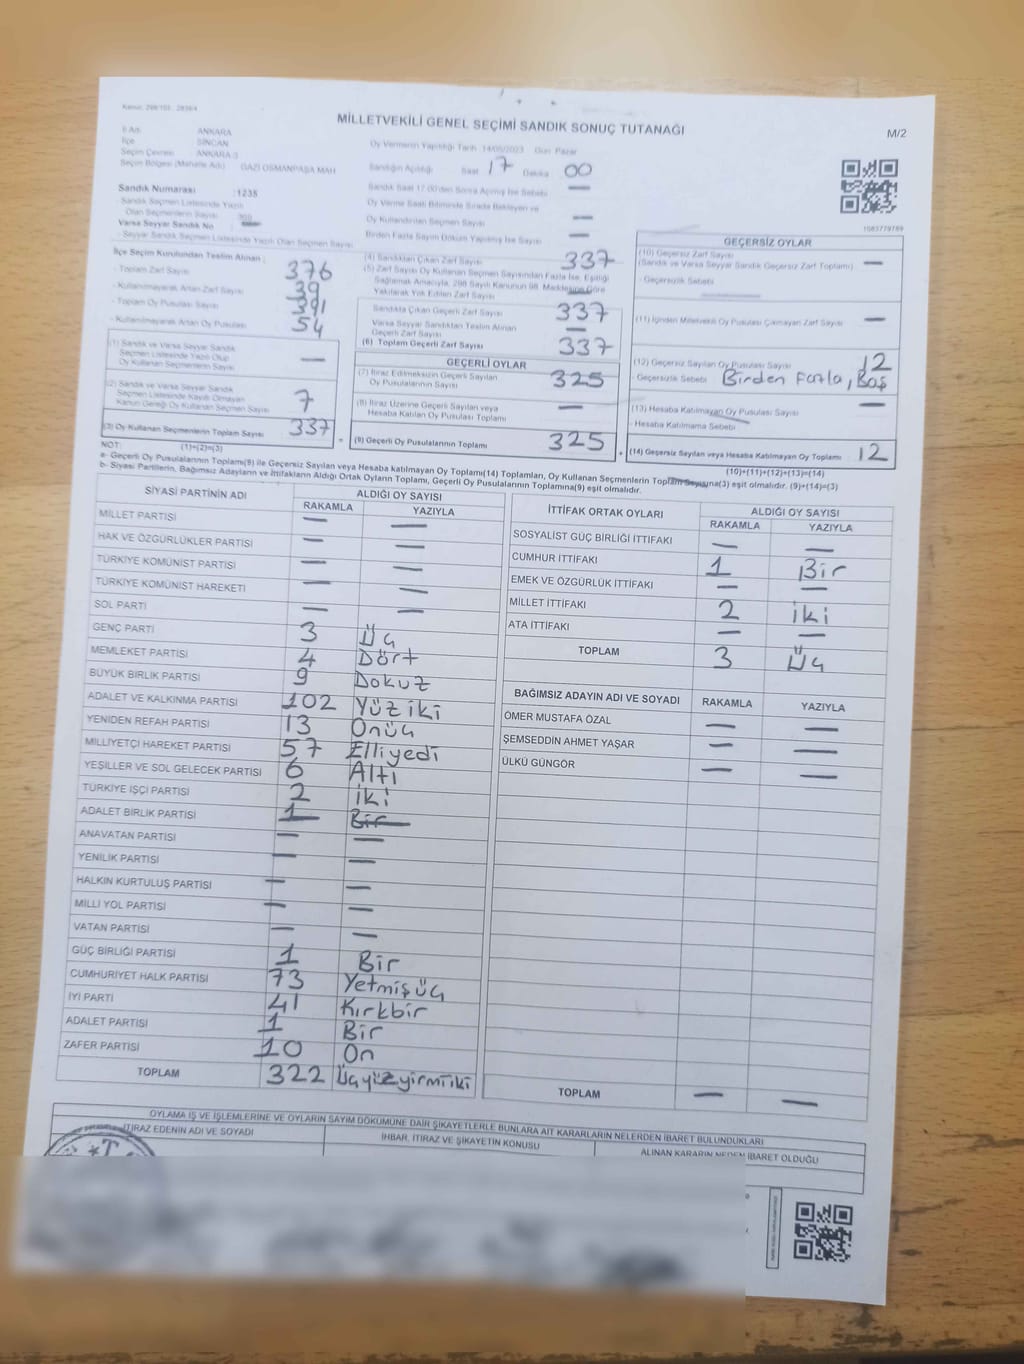 Kanun: 298/105 - 2839/4
MİLLETVEKİLİ GENEL SEÇİMİ SANDIK SONUÇ TUTANAĞI
M/2
İl Adı ANKARA
İlçe SİNCAN
Seçim Çevresi ANKARA-3
Seçim Bölgesi (Mahalle Adı) GAZİ OSMANPAŞA MAH
Sandık Numarası :1235
- Sandık Seçmen Listesinde Yazılı
Olan Seçmenlerin Sayısı
Varsa Seyyar Sandık No —
- Seyyar Sandık Seçmen Listesinde Yazılı Olan Seçmen Sayısı
Oy Vermenin Yapıldığı Tarih 14/05/2023 Gün Pazar
Sandığın Açıldığı Saat 17 Dakika 00
Sandık Saat 17.00'den Sonra Açılmış İse Sebebi —
Oy Verme Saati Bitiminde Sırada Bekleyen ve
Oy Kullandırılan Seçmen Sayısı —
Birden Fazla Sayım Döküm Yapılmış İse Sayısı —
1083779789
İlçe Seçim Kurulundan Teslim Alınan :
- Toplam Zarf Sayısı 376
- Kullanılmayarak Artan Zarf Sayısı 39
- Toplam Oy Pusulası Sayısı 391
- Kullanılmayarak Artan Oy Pusulası 54
(1) Sandık ve Varsa Seyyar Sandık
Seçmen Listesinde Yazılı Olup
Oy Kullanan Seçmenlerin Sayısı —
(2) Sandık ve Varsa Seyyar Sandık
Seçmen Listesinde Kayıtlı Olmayan
Kanun Gereği Oy Kullanan Seçmen Sayısı 7
(3) Oy Kullanan Seçmenlerin Toplam Sayısı 337
(4) Sandıktan Çıkan Zarf Sayısı 337
(5) Zarf Sayısı Oy Kullanan Seçmen Sayısından Fazla İse, Eşitliği
Sağlamak Amacıyla, 298 Sayılı Kanunun 98. Maddesine Göre
Yakılarak Yok Edilen Zarf Sayısı
Sandıkta Çıkan Geçerli Zarf Sayısı 337
Varsa Seyyar Sandıktan Teslim Alınan
Geçerli Zarf Sayısı —
(6) Toplam Geçerli Zarf Sayısı 337
GEÇERLİ OYLAR
(7) İtiraz Edilmeksizin Geçerli Sayılan
Oy Pusulalarının Sayısı 325
(8) İtiraz Üzerine Geçerli Sayılan veya
Hesaba Katılan Oy Pusulası Toplamı —
(9) Geçerli Oy Pusulalarının Toplamı 325
GEÇERSİZ OYLAR
(10) Geçersiz Zarf Sayısı
(Sandık ve Varsa Seyyar Sandık Geçersiz Zarf Toplamı) —
- Geçersizlik Sebebi
(11) İçinden Milletvekili Oy Pusulası Çıkmayan Zarf Sayısı —
(12) Geçersiz Sayılan Oy Pusulası Sayısı 12
- Geçersizlik Sebebi Birden Fazla, Boş
(13) Hesaba Katılmayan Oy Pusulası Sayısı —
- Hesaba Katılmama Sebebi
(14) Geçersiz Sayılan veya Hesaba Katılmayan Oy Toplamı 12
NOT: (1)+(2)=(3)
(10)+(11)+(12)+(13)=(14)
a- Geçerli Oy Pusulalarının Toplamı(9) ile Geçersiz Sayılan veya Hesaba katılmayan Oy Toplamı(14) Toplamları, Oy Kullanan Seçmenlerin Toplam Sayısına(3) eşit olmalıdır. (9)+(14)=(3)
b- Siyasi Partilerin, Bağımsız Adayların ve İttifakların Aldığı Ortak Oyların Toplamı, Geçerli Oy Pusulalarının Toplamına(9) eşit olmalıdır.
SİYASİ PARTİNİN ADI ALDIĞI OY SAYISI
RAKAMLA YAZIYLA
MİLLET PARTİSİ — —
HAK VE ÖZGÜRLÜKLER PARTİSİ — —
TÜRKİYE KOMÜNİST PARTİSİ — —
TÜRKİYE KOMÜNİST HAREKETİ — —
SOL PARTİ — —
GENÇ PARTİ 3 Üç
MEMLEKET PARTİSİ 4 Dört
BÜYÜK BİRLİK PARTİSİ 9 Dokuz
ADALET VE KALKINMA PARTİSİ 102 Yüz iki
YENİDEN REFAH PARTİSİ 13 Onüç
MİLLİYETÇİ HAREKET PARTİSİ 57 Elliyedi
YEŞİLLER VE SOL GELECEK PARTİSİ 6 Altı
TÜRKİYE İŞÇİ PARTİSİ 2 iki
ADALET BİRLİK PARTİSİ 1 Bir
ANAVATAN PARTİSİ — —
YENİLİK PARTİSİ — —
HALKIN KURTULUŞ PARTİSİ — —
MİLLİ YOL PARTİSİ — —
VATAN PARTİSİ — —
GÜÇ BİRLİĞİ PARTİSİ 1 Bir
CUMHURİYET HALK PARTİSİ 73 Yetmişüç
İYİ PARTİ 41 Kırkbir
ADALET PARTİSİ 1 Bir
ZAFER PARTİSİ 10 On
TOPLAM 322 Üçyüzyirmiiki
İTTİFAK ORTAK OYLARI ALDIĞI OY SAYISI
RAKAMLA YAZIYLA
SOSYALİST GÜÇ BİRLİĞİ İTTİFAKI — —
CUMHUR İTTİFAKI 1 Bir
EMEK VE ÖZGÜRLÜK İTTİFAKI — —
MİLLET İTTİFAKI 2 iki
ATA İTTİFAKI — —
TOPLAM 3 Üç
BAĞIMSIZ ADAYIN ADI VE SOYADI RAKAMLA YAZIYLA
ÖMER MUSTAFA ÖZAL — —
ŞEMSEDDİN AHMET YAŞAR — —
ÜLKÜ GÜNGÖR — —
TOPLAM — —
OYLAMA İŞ VE İŞLEMLERİNE VE OYLARIN SAYIM DÖKÜMÜNE DAİR ŞİKAYETLERLE BUNLARA AİT KARARLARIN NELERDEN İBARET BULUNDUKLARI
İTİRAZ EDENİN ADI VE SOYADI İHBAR, İTİRAZ VE ŞİKAYETİN KONUSU ALINAN KARARIN NEDEN İBARET OLDUĞU